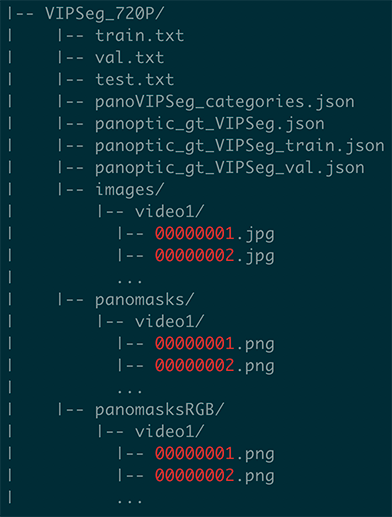 |-- VIPSeg_720P/
|   |-- train.txt
|   |-- val.txt
|   |-- test.txt
|   |-- panoVIPSeg_categories.json
|   |-- panoptic_gt_VIPSeg.json
|   |-- panoptic_gt_VIPSeg_train.json
|   |-- panoptic_gt_VIPSeg_val.json
|   |-- images/
|       |-- video1/
|         |-- 00000001.jpg
|         |-- 00000002.jpg
|         ...
|   |-- panomasks/
|       |-- video1/
|         |-- 00000001.png
|         |-- 00000002.png
|         ...
|   |-- panomasksRGB/
|       |-- video1/
|         |-- 00000001.png
|         |-- 00000002.png
|         ...